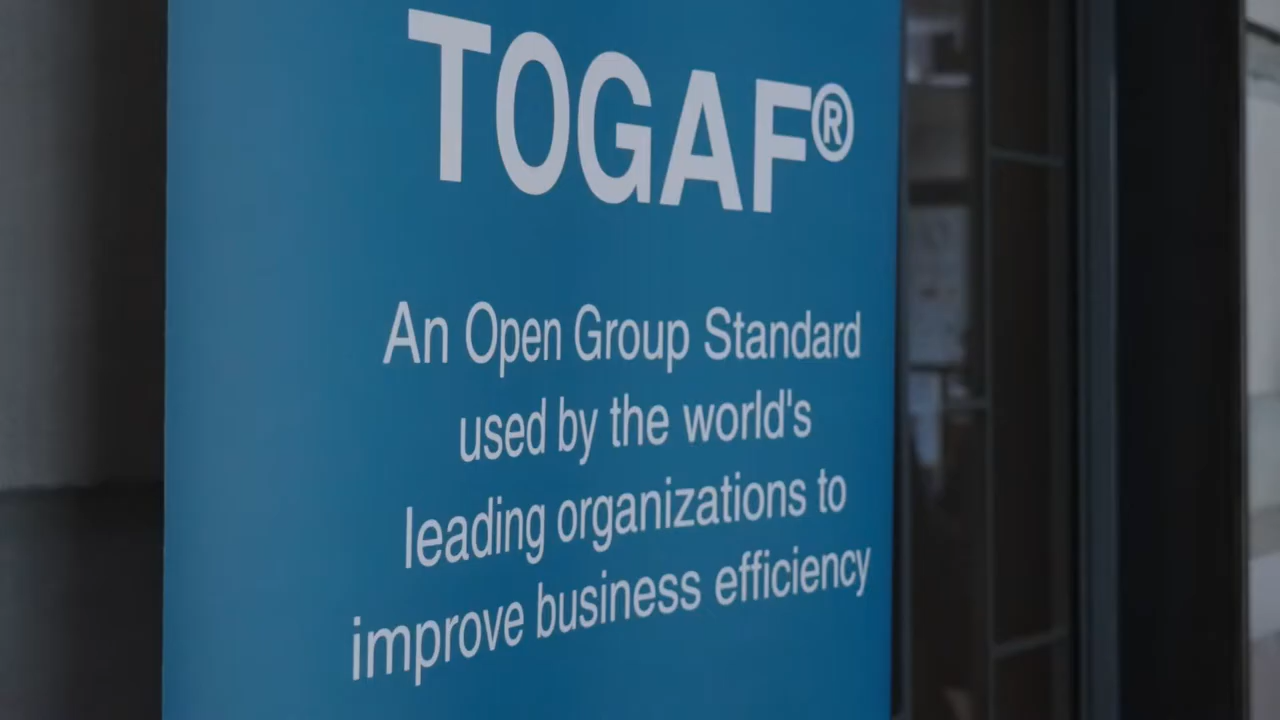 TOGAF®
An Open Group Standard
used by the world's
leading organizations to
improve business efficiency